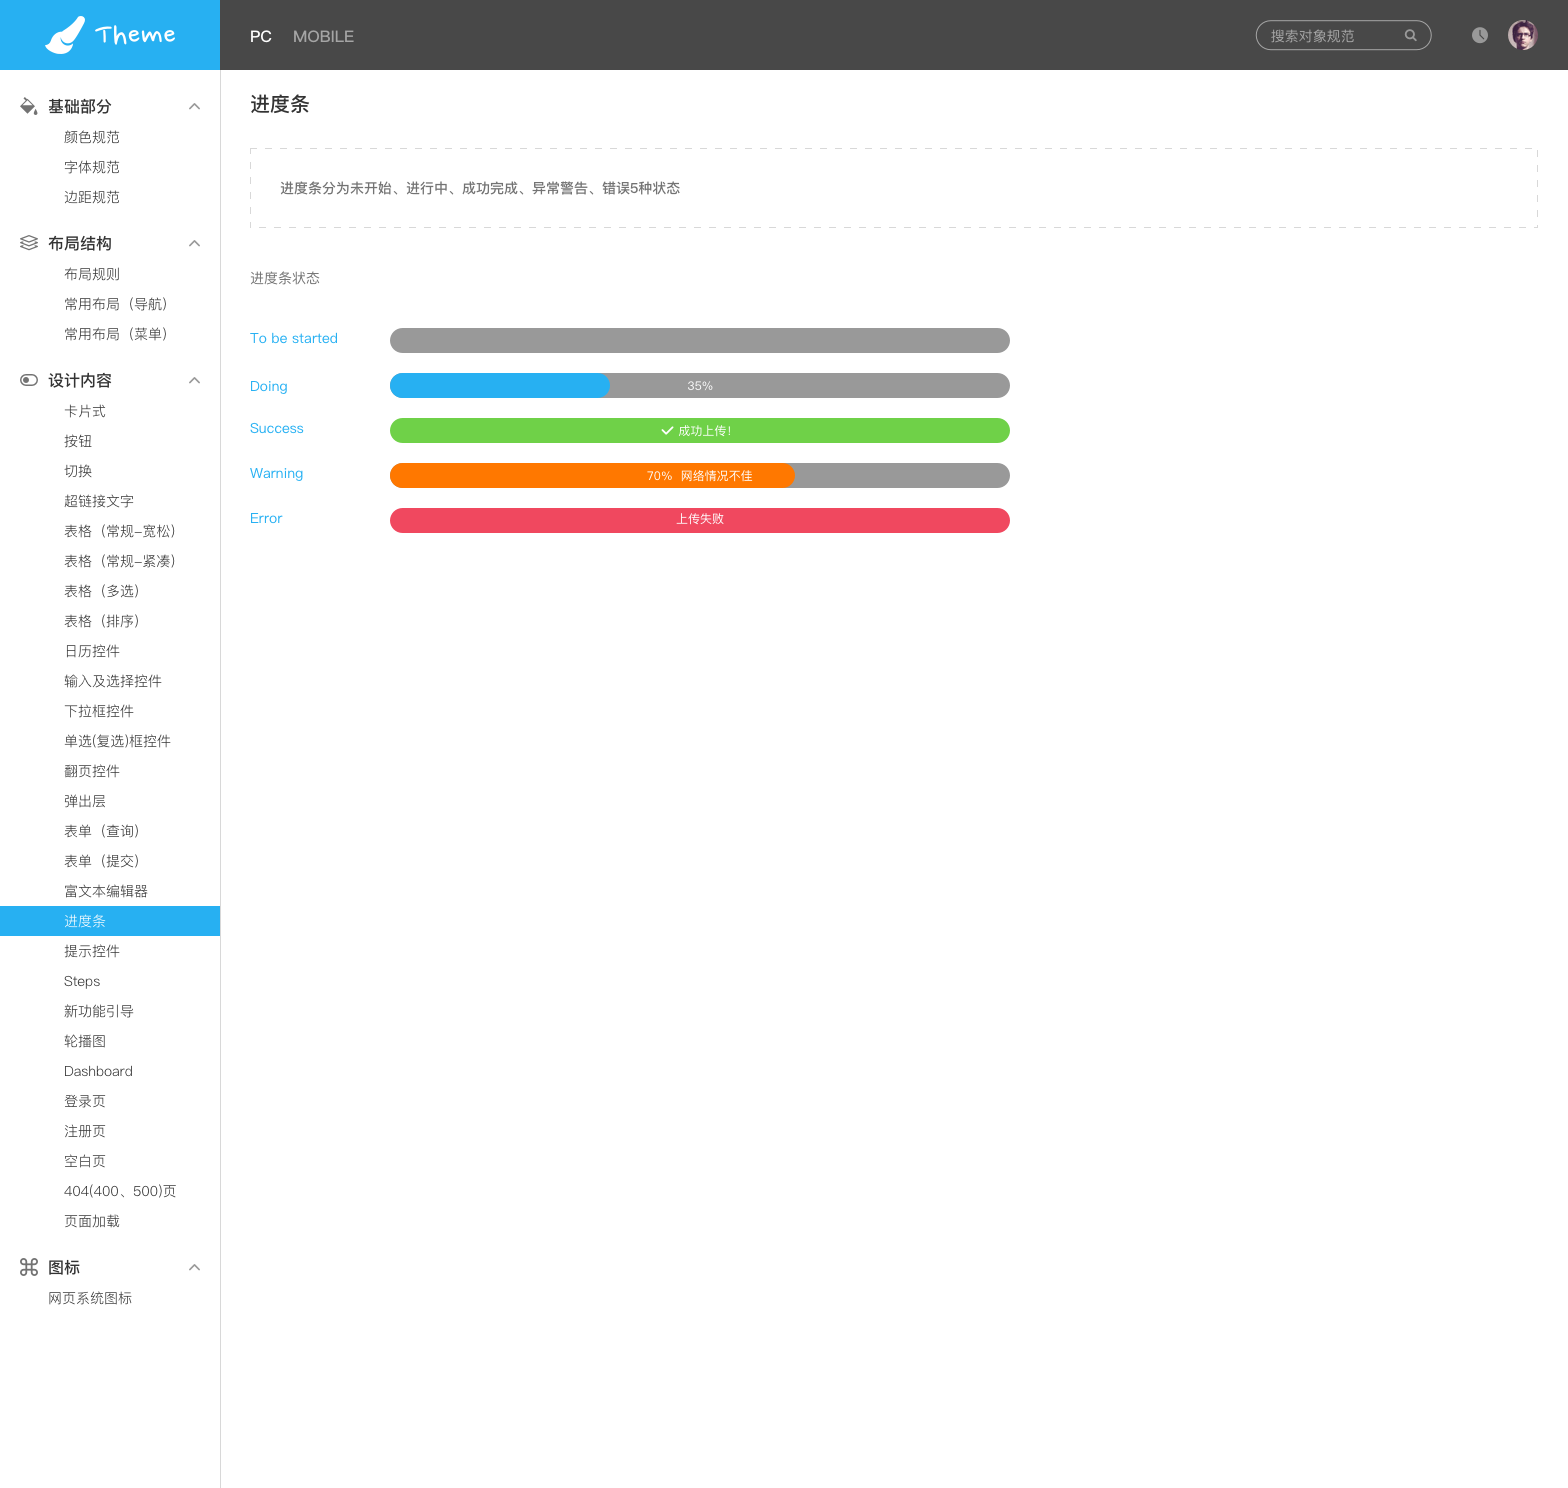 Theme
PC MOBILE
搜索对象规范
基础部分
颜色规范
字体规范
边距规范
布局结构
布局规则
常用布局（导航）
常用布局（菜单）
设计内容
卡片式
按钮
切换
超链接文字
表格（常规-宽松）
表格（常规-紧凑）
表格（多选）
表格（排序）
日历控件
输入及选择控件
下拉框控件
单选(复选)框控件
翻页控件
弹出层
表单（查询）
表单（提交）
富文本编辑器
进度条
提示控件
Steps
新功能引导
轮播图
Dashboard
登录页
注册页
空白页
404(400、500)页
页面加载
图标
网页系统图标
进度条
进度条分为未开始、进行中、成功完成、异常警告、错误5种状态
进度条状态
To be started
Doing 35%
Success 成功上传!
Warning 70% 网络情况不佳
Error 上传失败